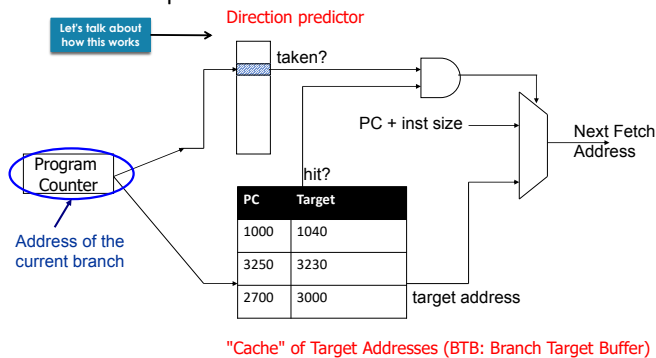 Direction predictor
Let's talk about
how this works
taken?
PC + inst size
Next Fetch
Address
Program
Counter
hit?
PC Target
1000 1040
3250 3230
2700 3000
Address of the
current branch
target address
"Cache" of Target Addresses (BTB: Branch Target Buffer)